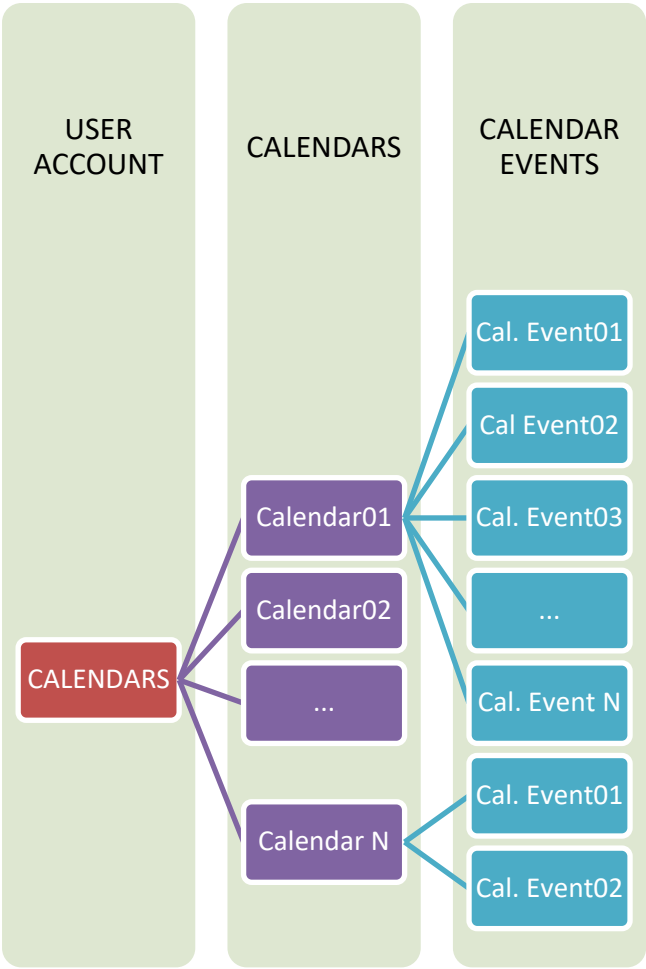 USER
ACCOUNT
CALENDARS
CALENDAR
EVENTS
CALENDARS
Calendar01
Calendar02
...
Calendar N
Cal. Event01
Cal Event02
Cal. Event03
...
Cal. Event N
Cal. Event01
Cal. Event02